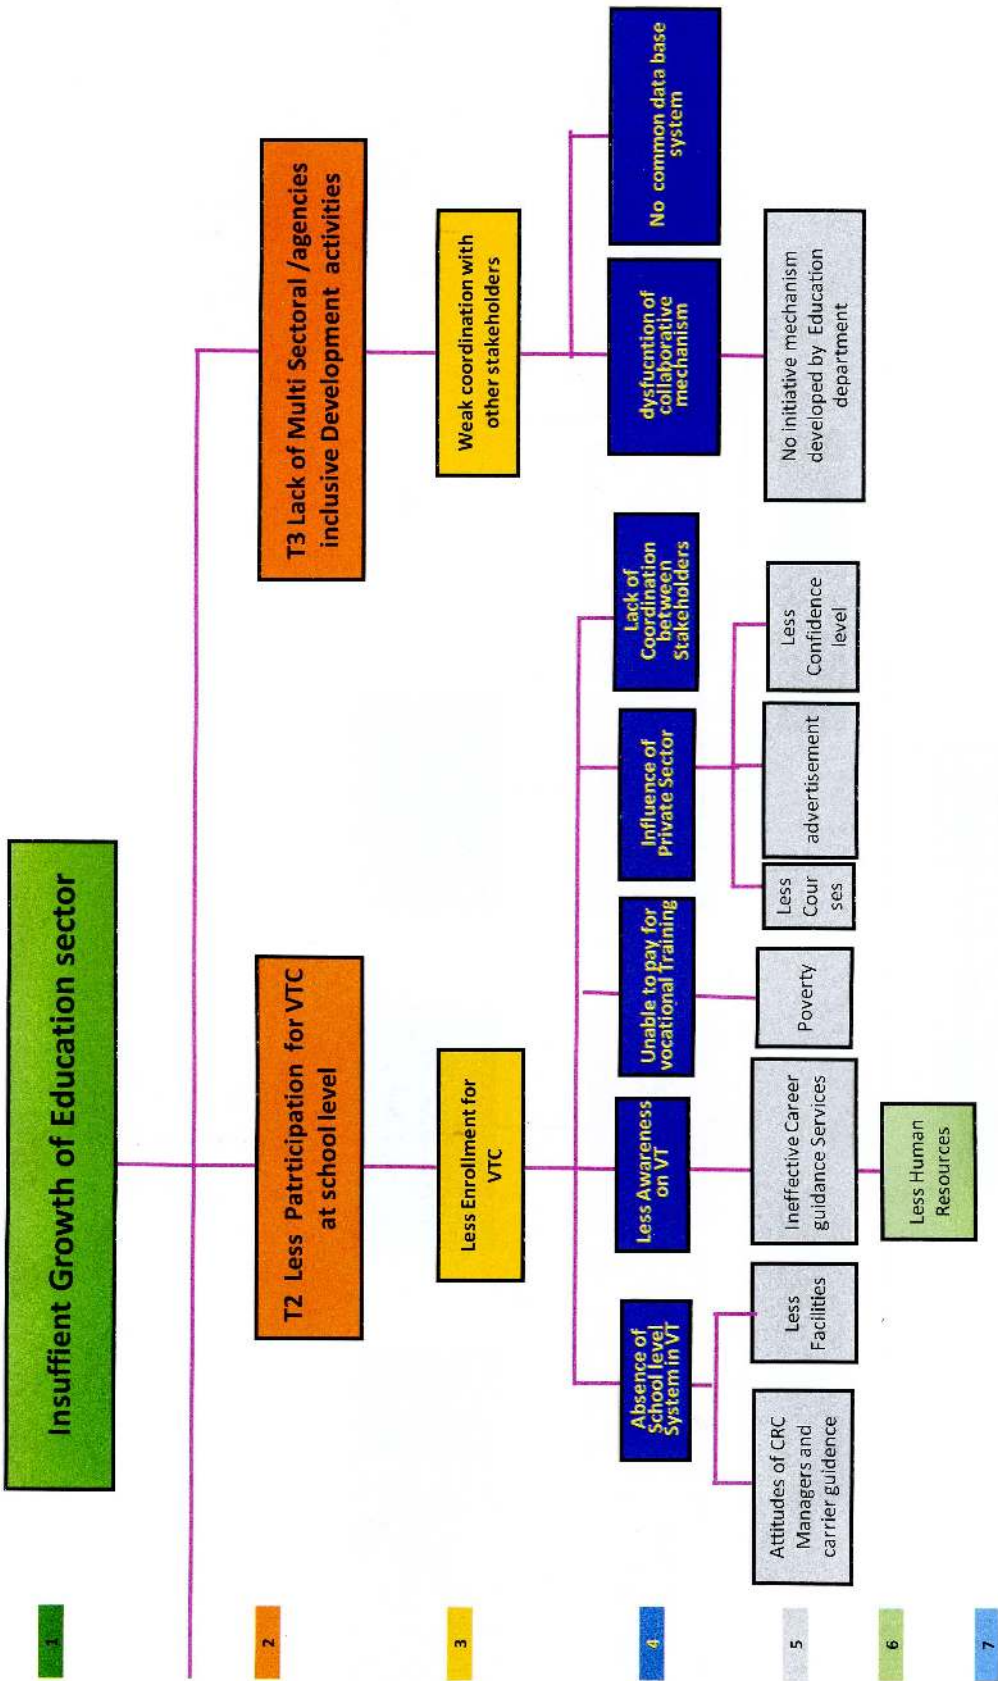 1
Insuffient Growth of Education sector
2
T2 Less Patrticipation for VTC
at school level
T3 Lack of Multi Sectoral /agencies
inclusive Development activities
3
Less Enrollment for
VTC
Weak coordination with
other stakeholders
4
Absence of
School level
System in VT
Less Awareness
on VT
Unable to pay for
vocational Training
Influence of
Private Sector
Lack of
Coordination
between
Stakeholders
dysfucntion of
collaborative
mechanism
No common data base
system
5
Attitudes of CRC
Managers and
carrier guidence
Less
Facilities
Ineffective Career
guidance Services
Poverty
Less
Cour
ses
advertisement
Less
Confidence
level
No initiative mechanism
developed by Education
department
6
Less Human
Resources
7